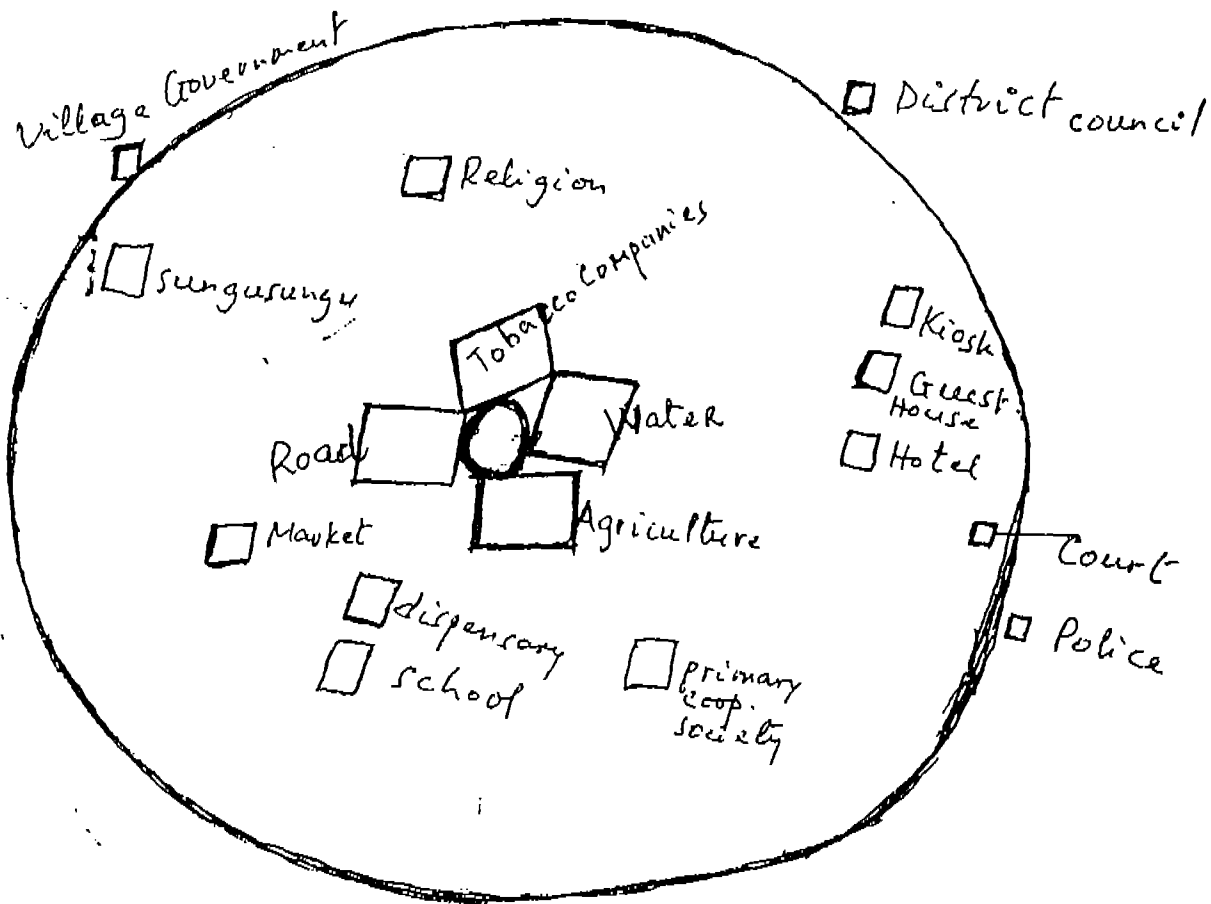 Village Government
District council
Religion
Sungusungu
Tobacco Companies
Kiosk
Guest
House
Water
Road
Hotel
Market
Agriculture
Court
dispensary
Police
School
primary
coop.
society